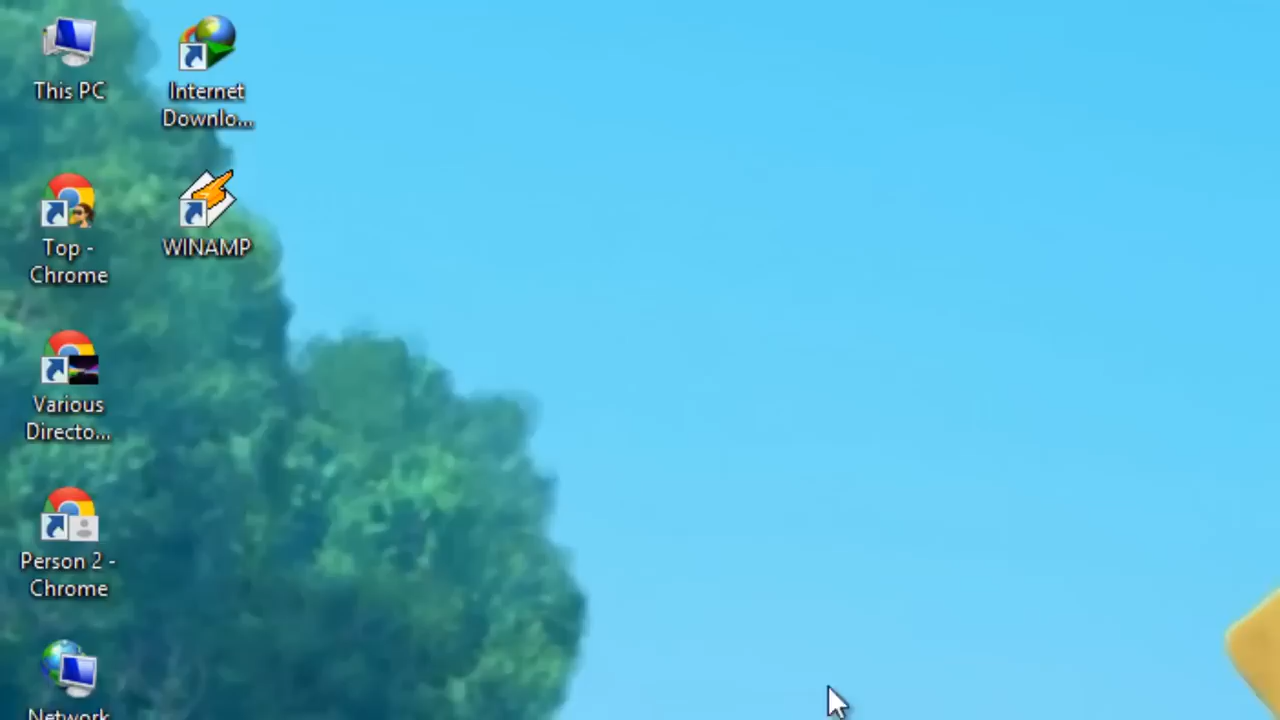 This PC
Internet
Downlo...
Top -
Chrome
WINAMP
Various
Directo...
Person 2 -
Chrome
Network